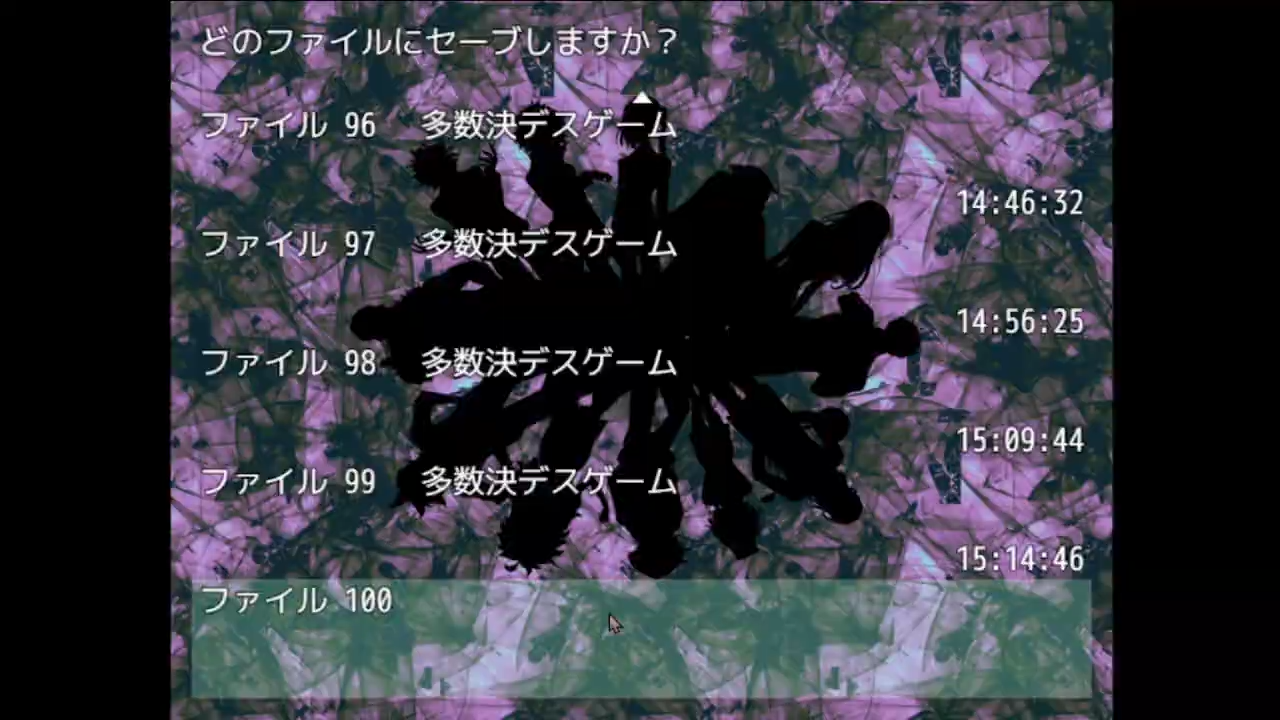 どのファイルにセーブしますか？
ファイル 96 多数決デスゲーム
14:46:32
ファイル 97 多数決デスゲーム
14:56:25
ファイル 98 多数決デスゲーム
15:09:44
ファイル 99 多数決デスゲーム
15:14:46
ファイル 100